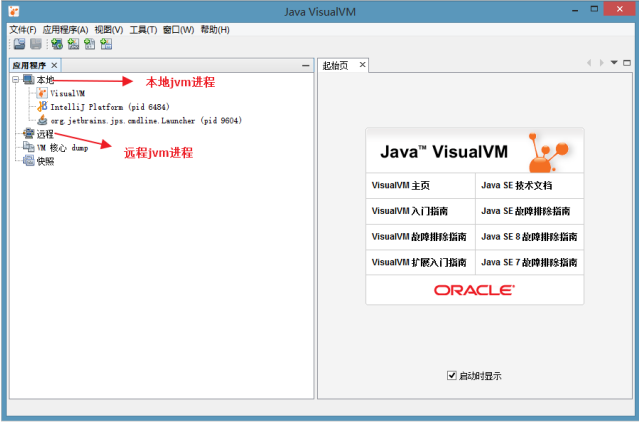 Java VisualVM
文件(F) 应用程序(A) 视图(V) 工具(T) 窗口(W) 帮助(H)
应用程序
起始页
本地
本地jvm进程
VisualVM
IntelliJ Platform (pid 6484)
org.jetbrains.jps.cmdline.Launcher (pid 9604)
远程
远程jvm进程
VM 核心 dump
快照
Java™ VisualVM
VisualVM 主页
Java SE 技术文档
VisualVM 入门指南
Java SE 故障排除指南
VisualVM 故障排除指南
Java SE 8 故障排除指南
VisualVM 扩展入门指南
Java SE 7 故障排除指南
ORACLE
启动时显示